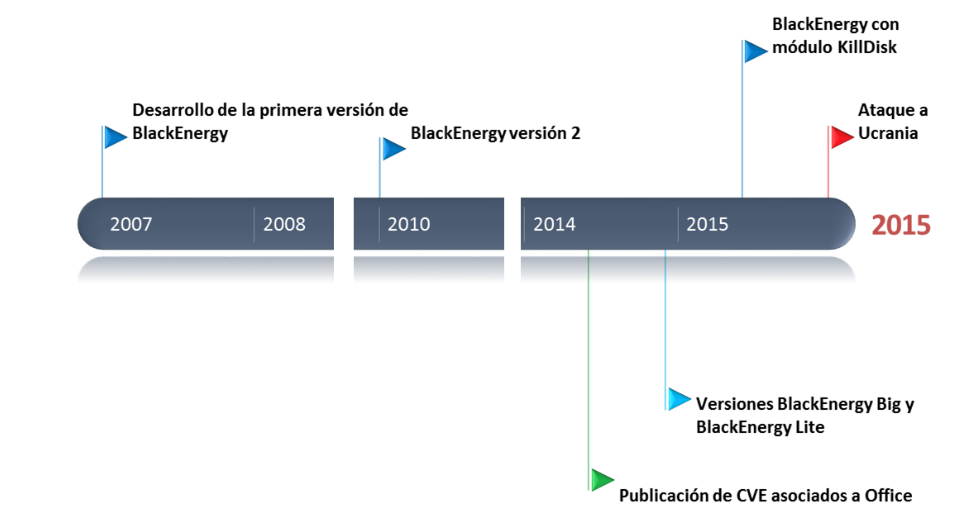 BlackEnergy con
módulo KillDisk
Desarrollo de la primera versión de
BlackEnergy
BlackEnergy versión 2
Ataque a
Ucrania
2007
2008
2010
2014
2015
2015
Versiones BlackEnergy Big y
BlackEnergy Lite
Publicación de CVE asociados a Office